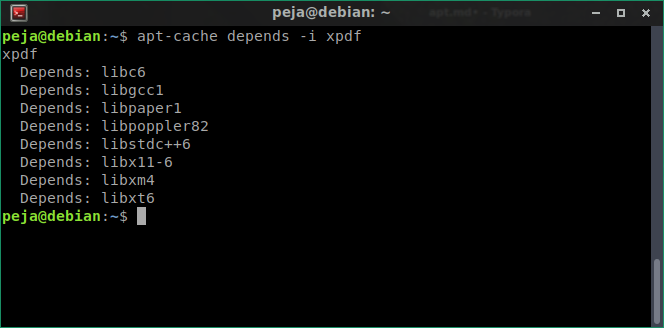 peja@debian: ~
apt.md• - Typora
peja@debian:~$ apt-cache depends -i xpdf
xpdf
  Depends: libc6
  Depends: libgcc1
  Depends: libpaper1
  Depends: libpoppler82
  Depends: libstdc++6
  Depends: libx11-6
  Depends: libxm4
  Depends: libxt6
peja@debian:~$